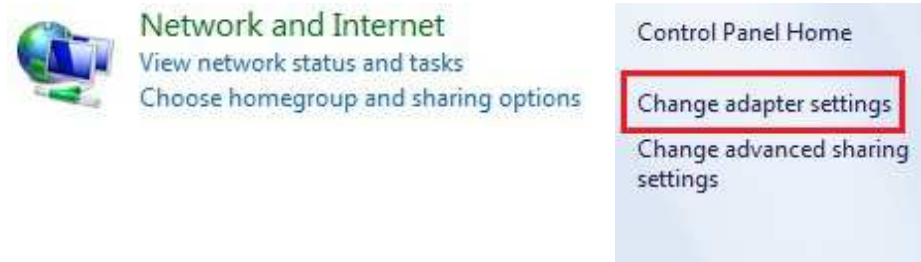 Network and Internet
View network status and tasks
Choose homegroup and sharing options
Control Panel Home
Change adapter settings
Change advanced sharing
settings